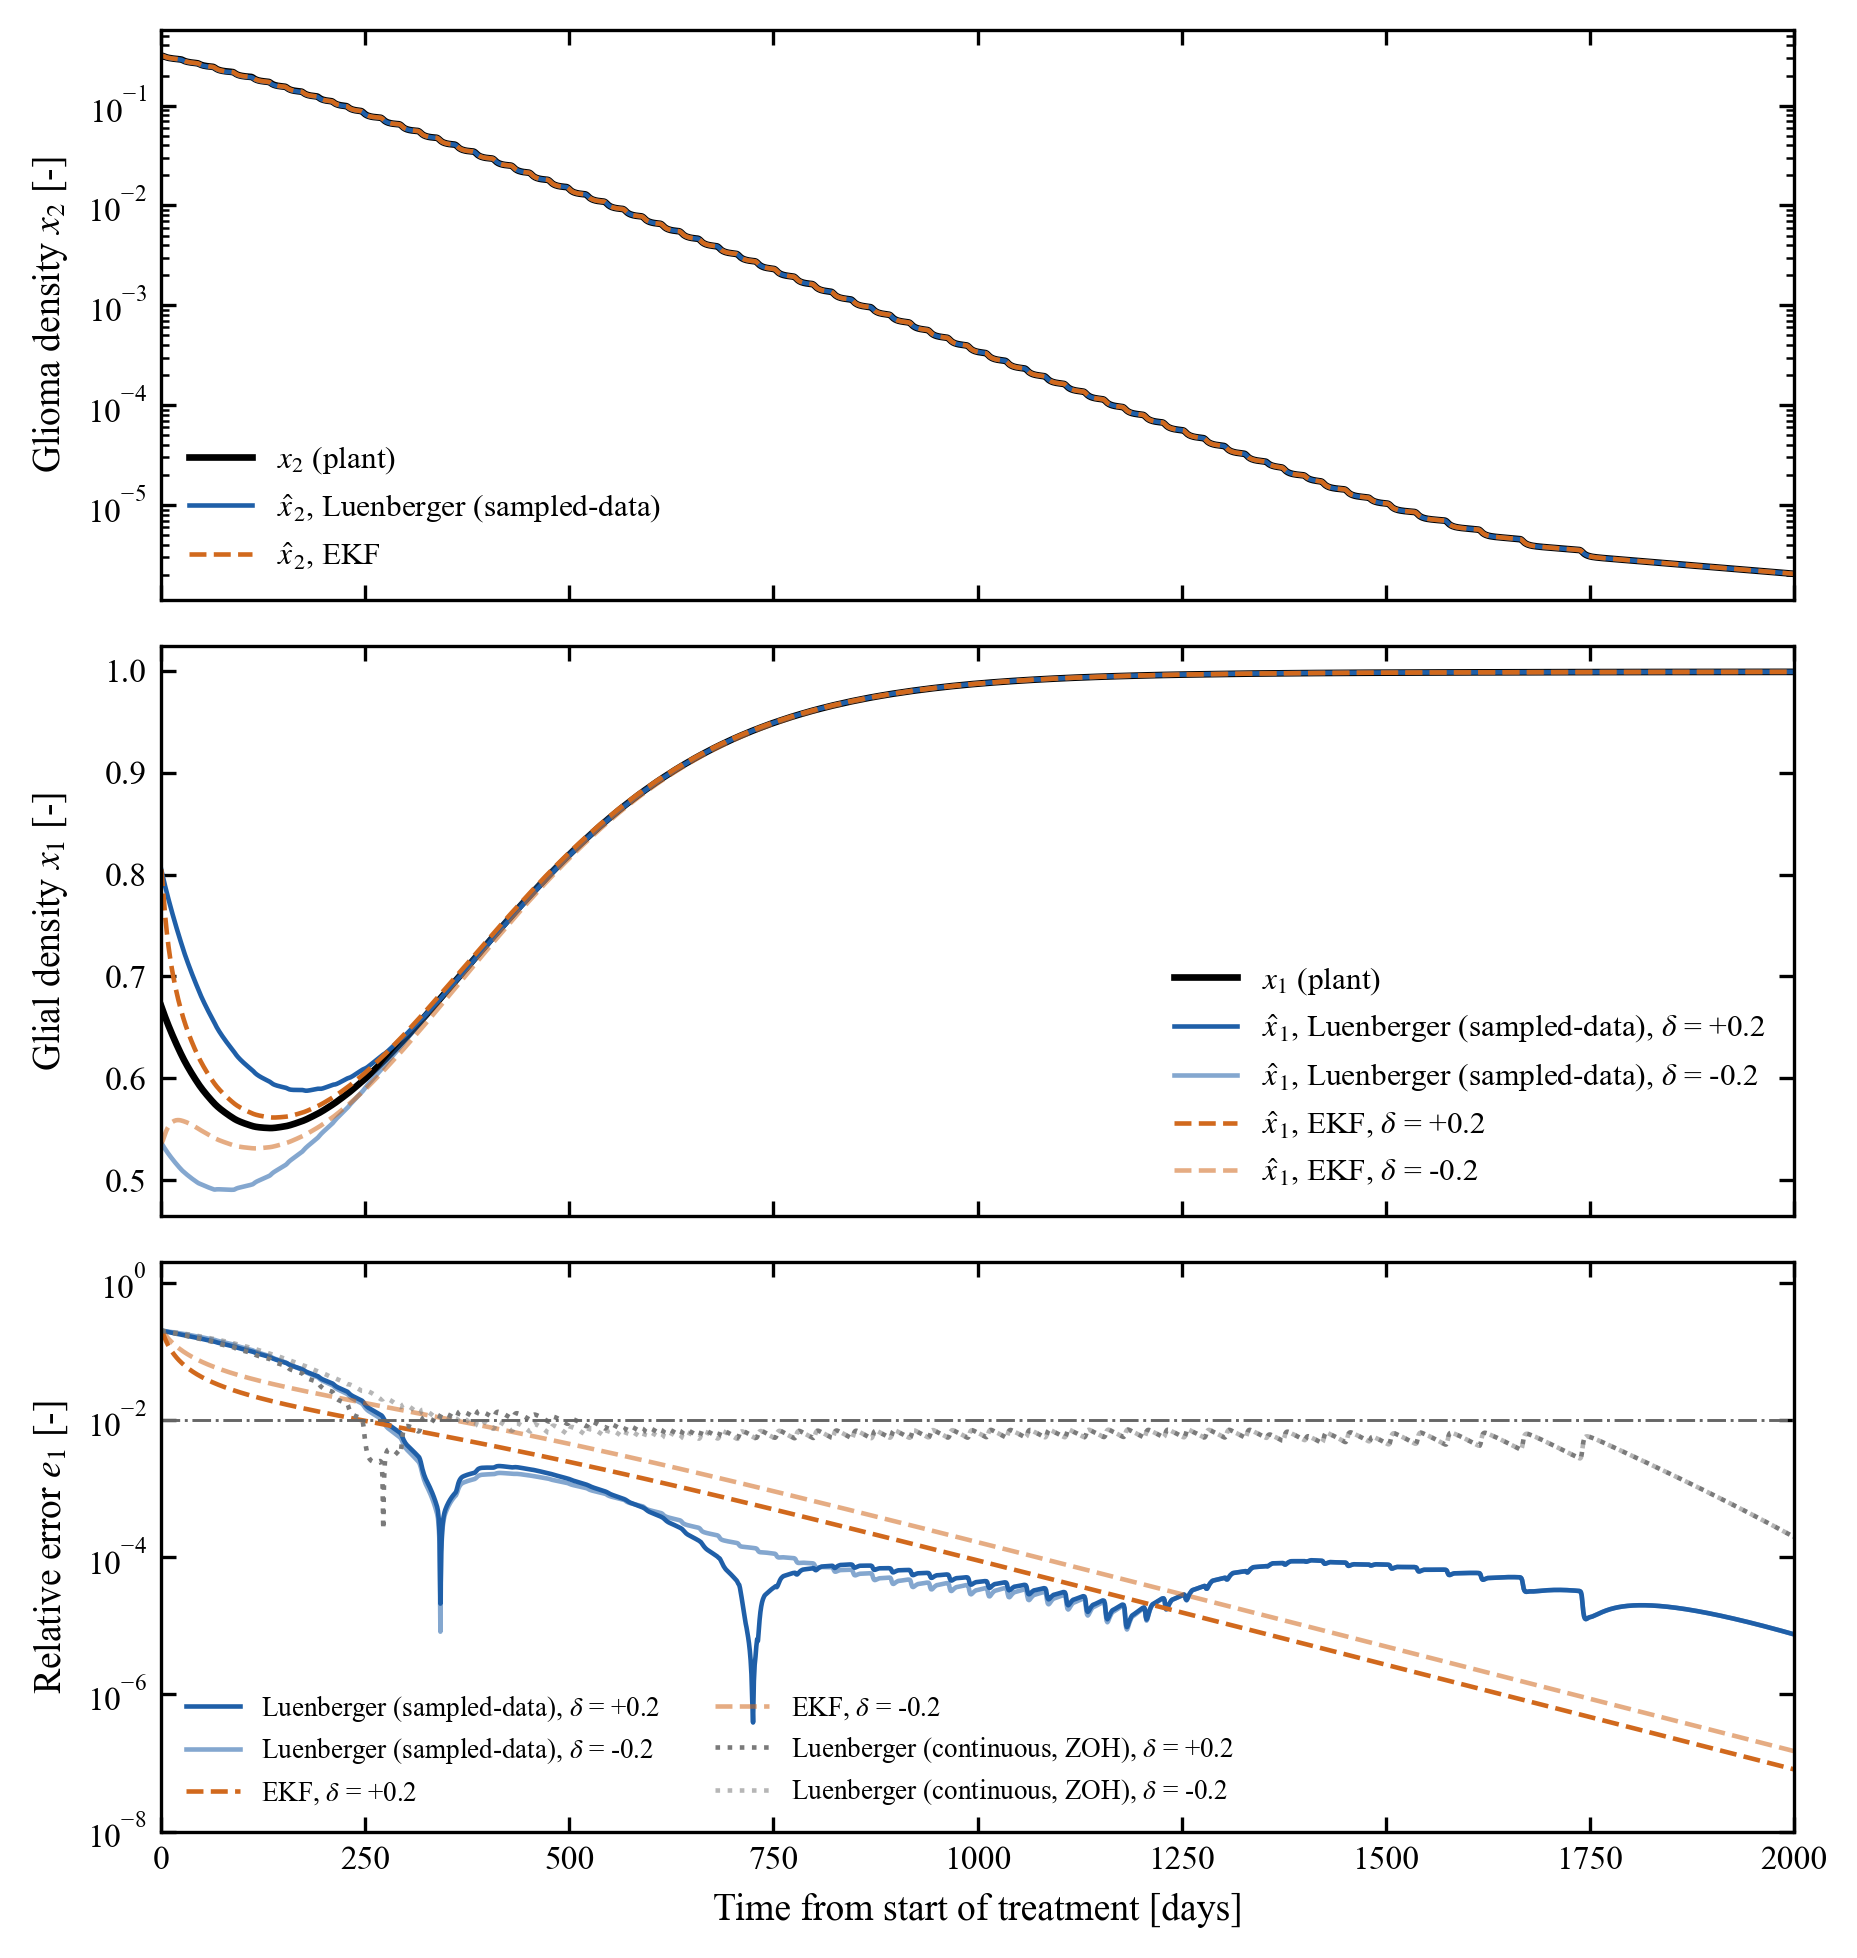 Glioma density x₂ [-]
10⁻¹
10⁻²
10⁻³
10⁻⁴
10⁻⁵
x₂ (plant)
x̂₂, Luenberger (sampled-data)
x̂₂, EKF
Glial density x₁ [-]
1.0
0.9
0.8
0.7
0.6
0.5
x₁ (plant)
x̂₁, Luenberger (sampled-data), δ = +0.2
x̂₁, Luenberger (sampled-data), δ = -0.2
x̂₁, EKF, δ = +0.2
x̂₁, EKF, δ = -0.2
Relative error e₁ [-]
10⁰
10⁻²
10⁻⁴
10⁻⁶
10⁻⁸
Luenberger (sampled-data), δ = +0.2
Luenberger (sampled-data), δ = -0.2
EKF, δ = +0.2
EKF, δ = -0.2
Luenberger (continuous, ZOH), δ = +0.2
Luenberger (continuous, ZOH), δ = -0.2
0 250 500 750 1000 1250 1500 1750 2000
Time from start of treatment [days]